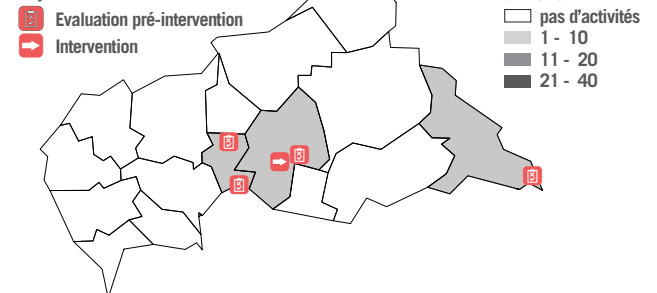 Evaluation pré-intervention
Intervention
pas d'activités
1 - 10
11 - 20
21 - 40